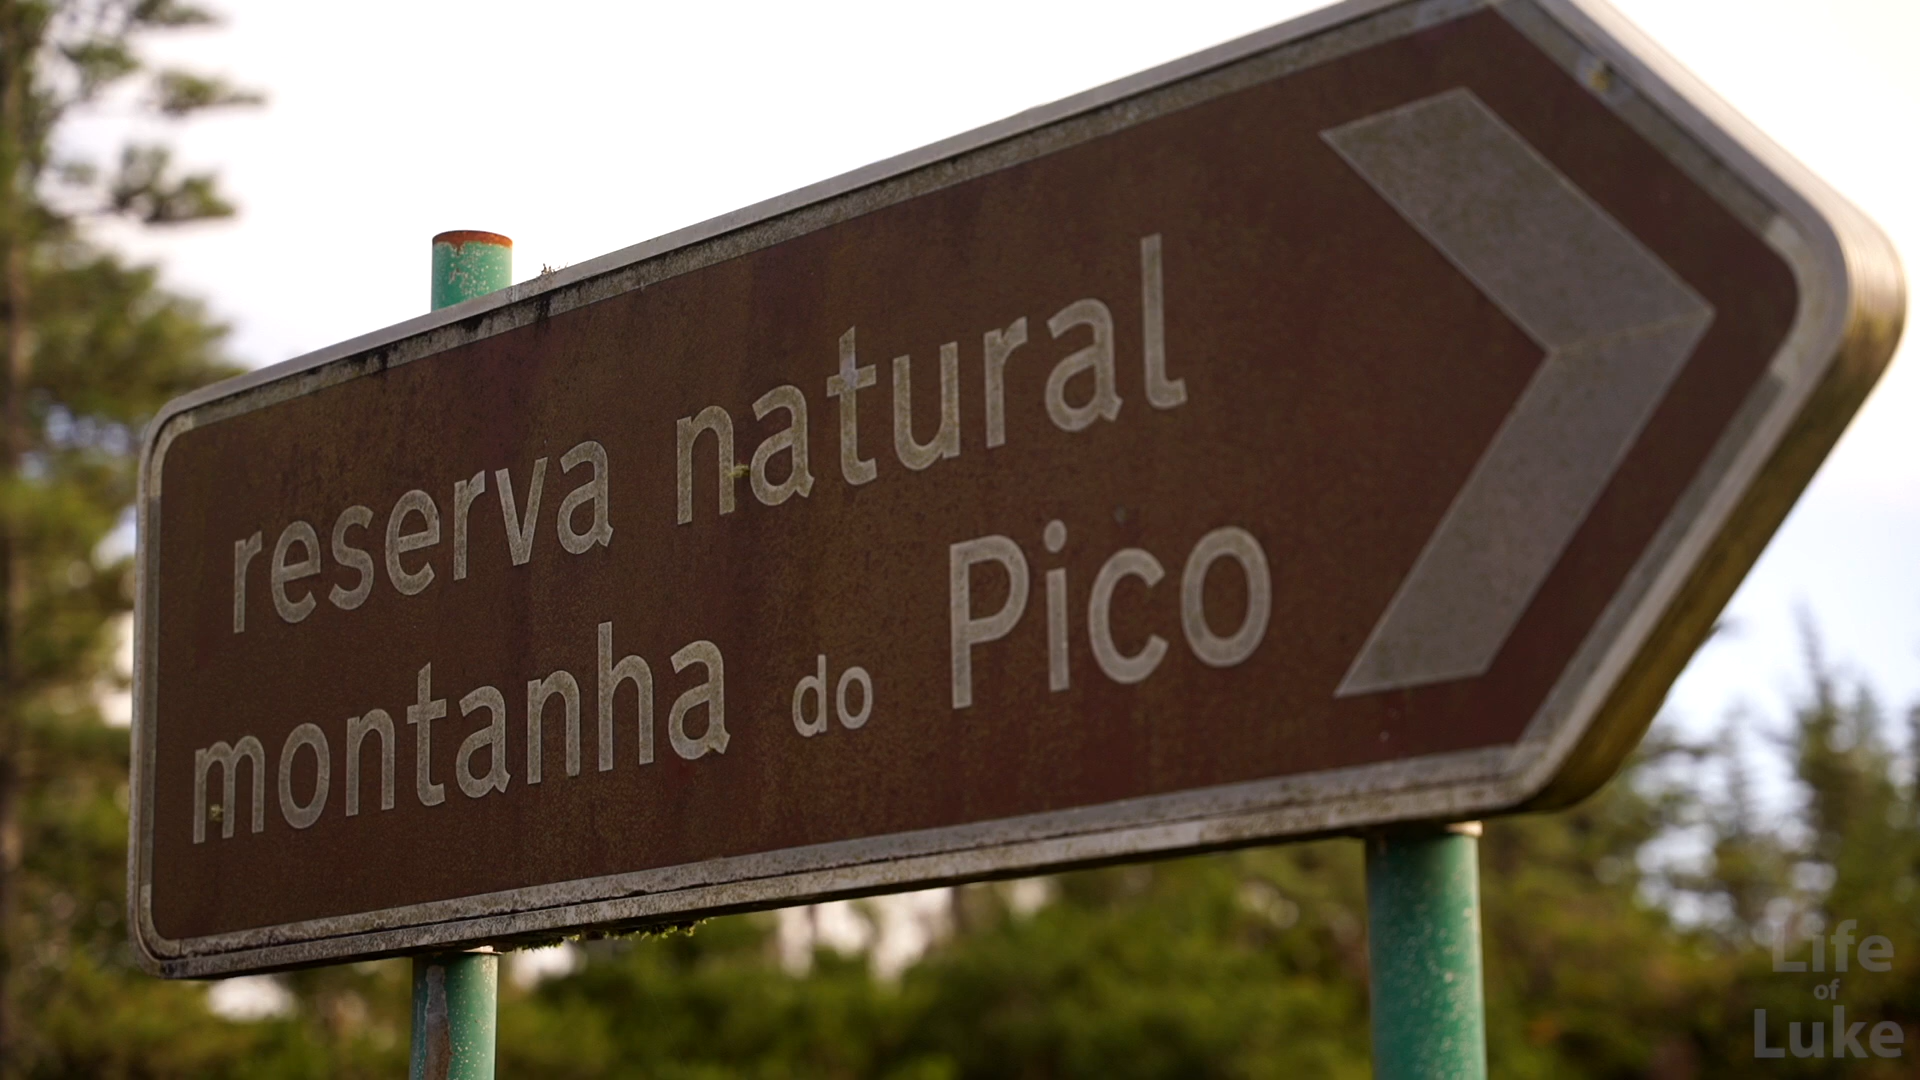 reserva natural
montanha do Pico
Life
of
Luke